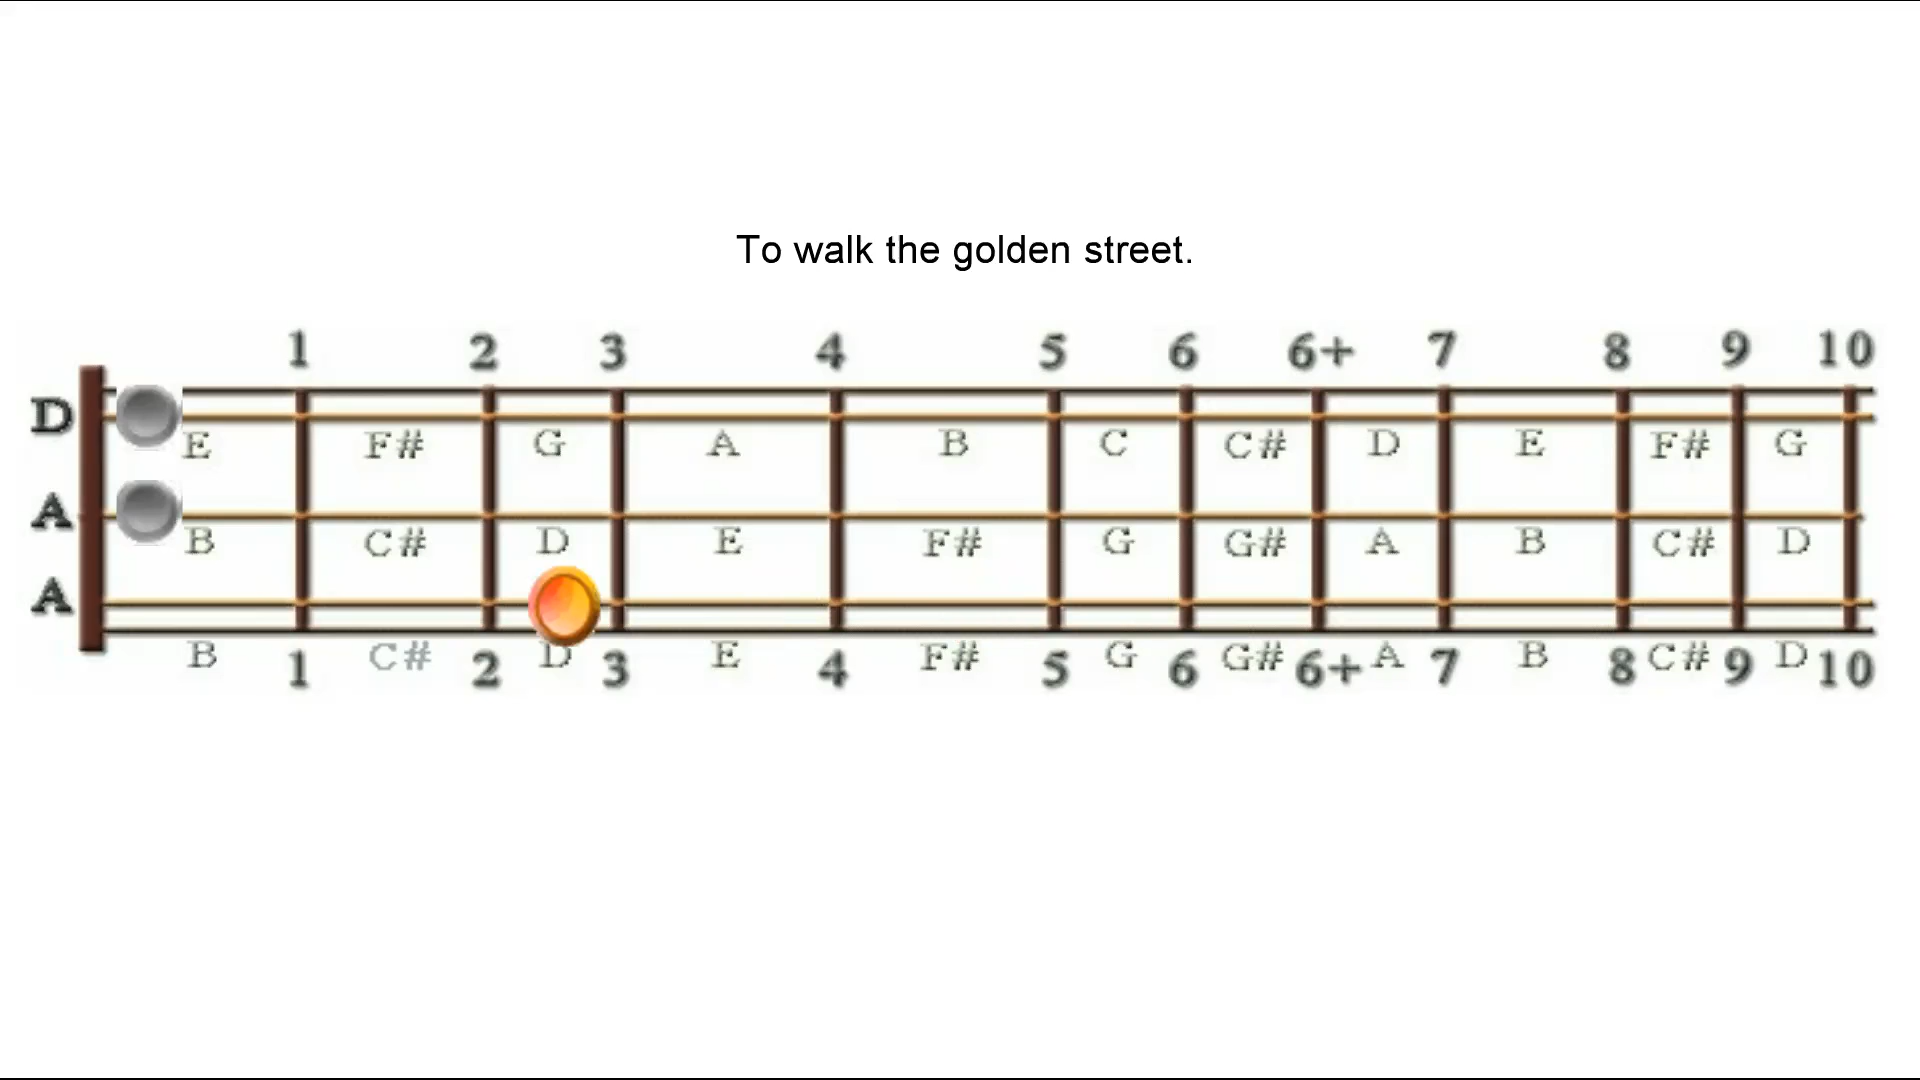 To walk the golden street.
1 2 3 4 5 6 6+ 7 8 9 10
D
E F# G A B C C# D E F# G
A
B C# D E F# G G# A B C# D
A
B 1 C# 2 D 3 E 4 F# 5 G 6 G# 6+ A 7 B 8 C# 9 D 10